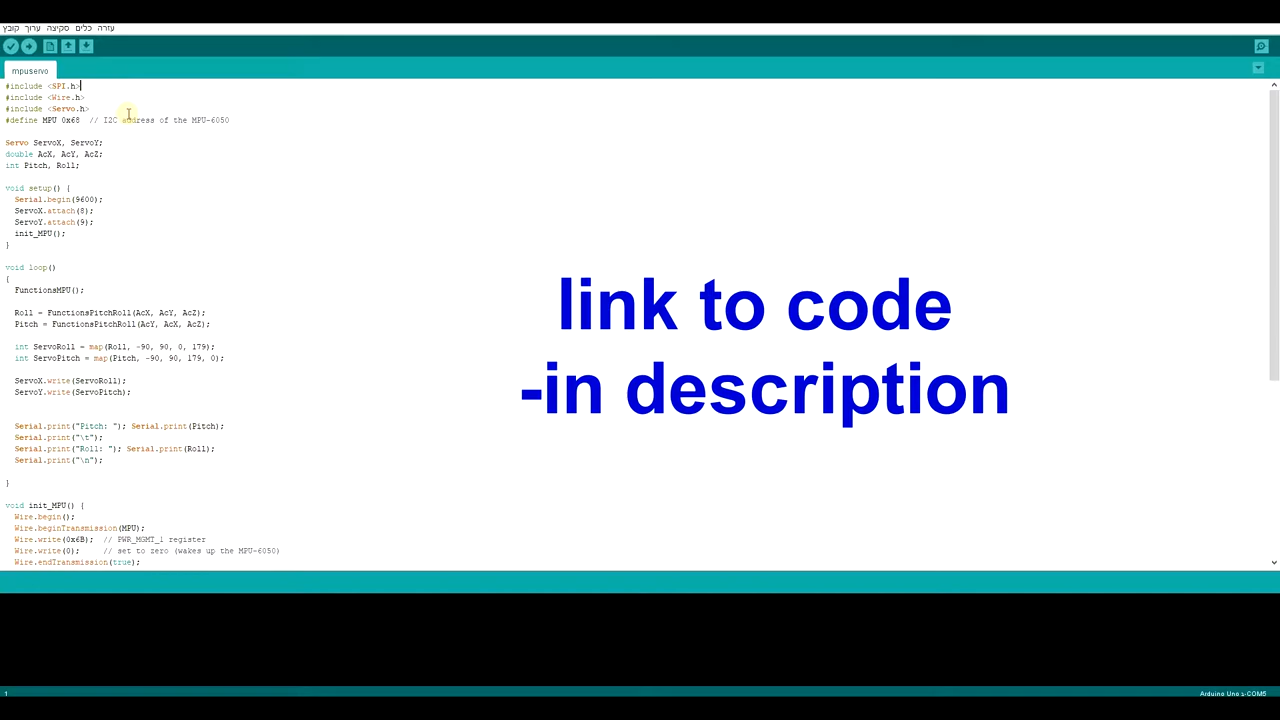 קובץ ערוך סקיצה כלים עזרה
mpuservo
#include <SPI.h>
#include <Wire.h>
#include <Servo.h>
#define MPU 0x68  // I2C address of the MPU-6050
Servo ServoX, ServoY;
double AcX, AcY, AcZ;
int Pitch, Roll;
void setup() {
  Serial.begin(9600);
  ServoX.attach(8);
  ServoY.attach(9);
  init_MPU();
}
void loop()
{
  FunctionsMPU();
  Roll = FunctionsPitchRoll(AcX, AcY, AcZ);
  Pitch = FunctionsPitchRoll(AcY, AcX, AcZ);
  int ServoRoll = map(Roll, -90, 90, 0, 179);
  int ServoPitch = map(Pitch, -90, 90, 179, 0);
  ServoX.write(ServoRoll);
  ServoY.write(ServoPitch);
  Serial.print("Pitch: "); Serial.print(Pitch);
  Serial.print("\t");
  Serial.print("Roll: "); Serial.print(Roll);
  Serial.print("\n");
}
void init_MPU() {
  Wire.begin();
  Wire.beginTransmission(MPU);
  Wire.write(0x6B);  // PWR_MGMT_1 register
  Wire.write(0);     // set to zero (wakes up the MPU-6050)
  Wire.endTransmission(true);
link to code
-in description
1
Arduino Uno ב-COM5